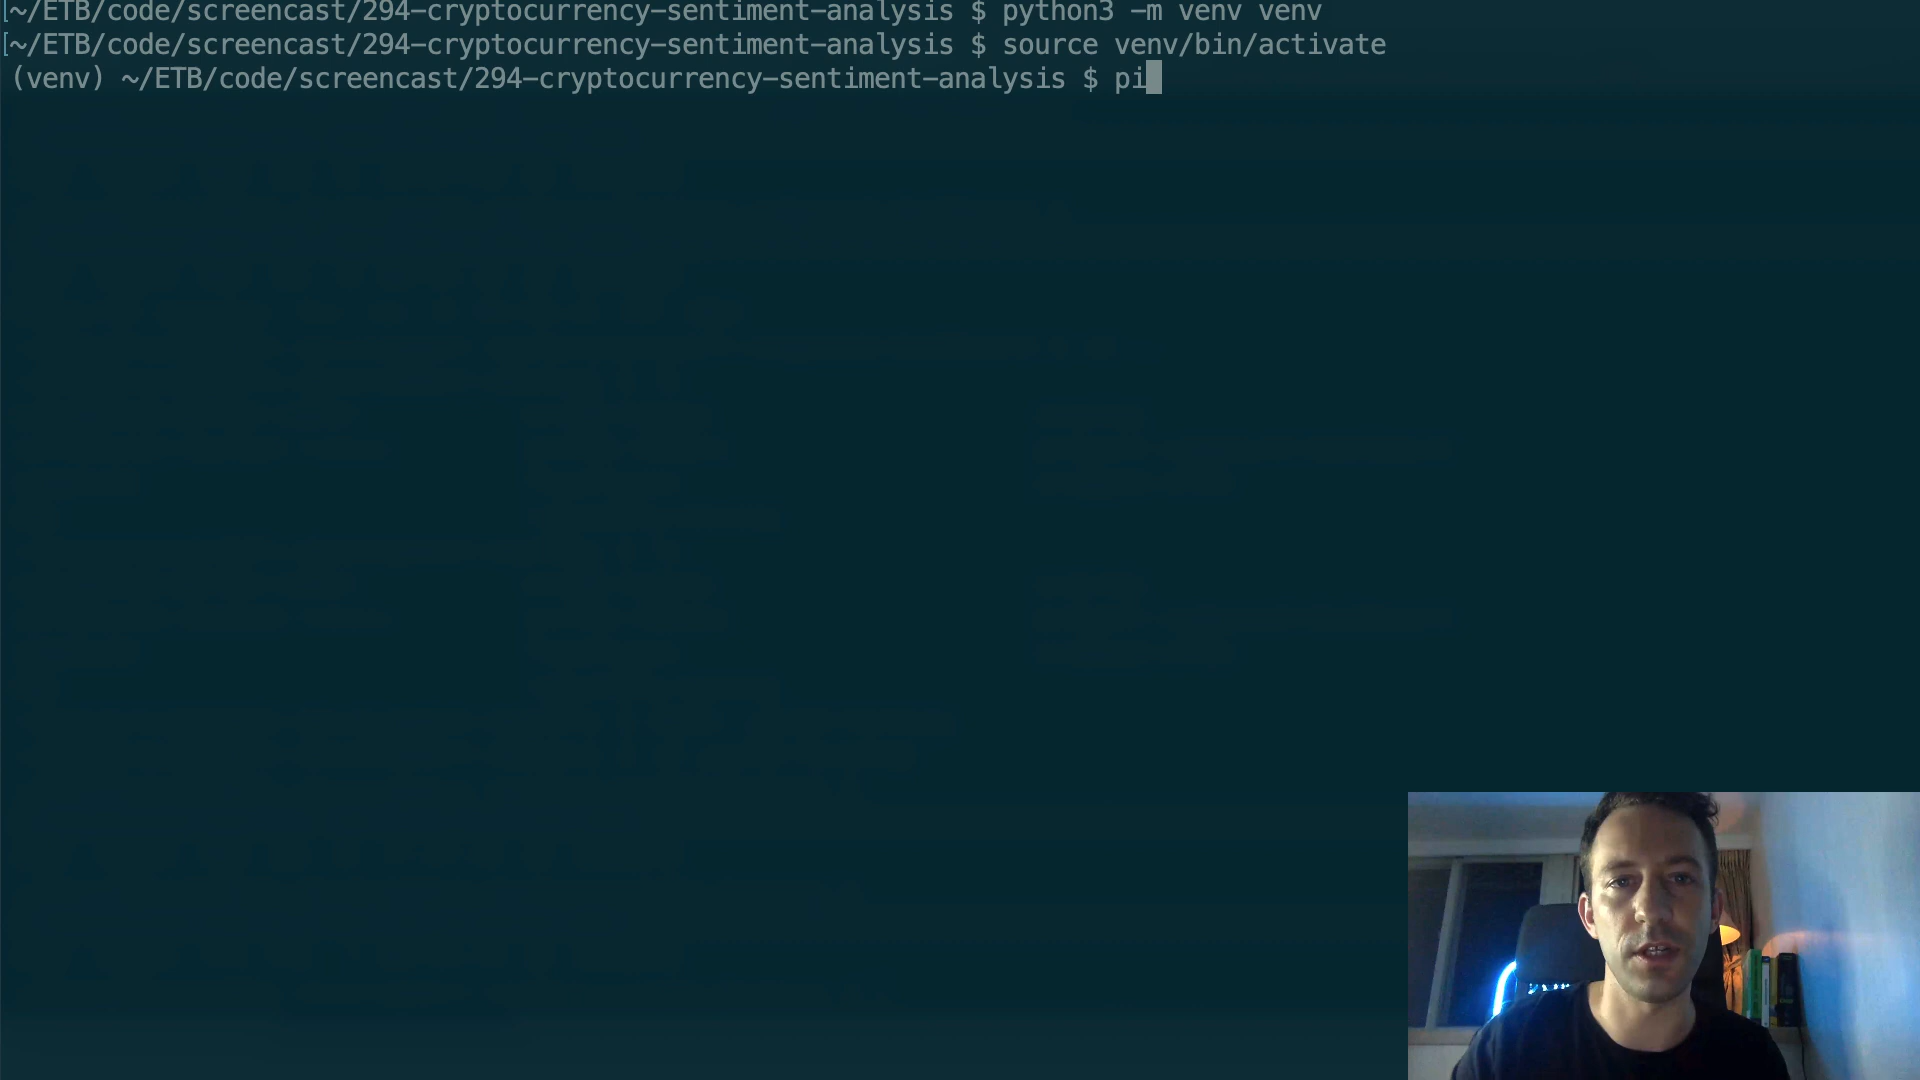 [~/ETB/code/screencast/294-cryptocurrency-sentiment-analysis $ python3 -m venv venv
[~/ETB/code/screencast/294-cryptocurrency-sentiment-analysis $ source venv/bin/activate
(venv) ~/ETB/code/screencast/294-cryptocurrency-sentiment-analysis $ pi